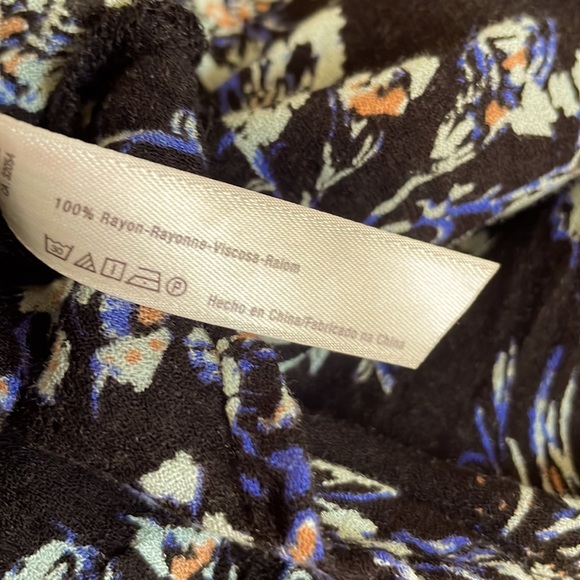 100% Rayon-Rayonne-Viscosa-Raiom
Hecho en China/Fabricado na China